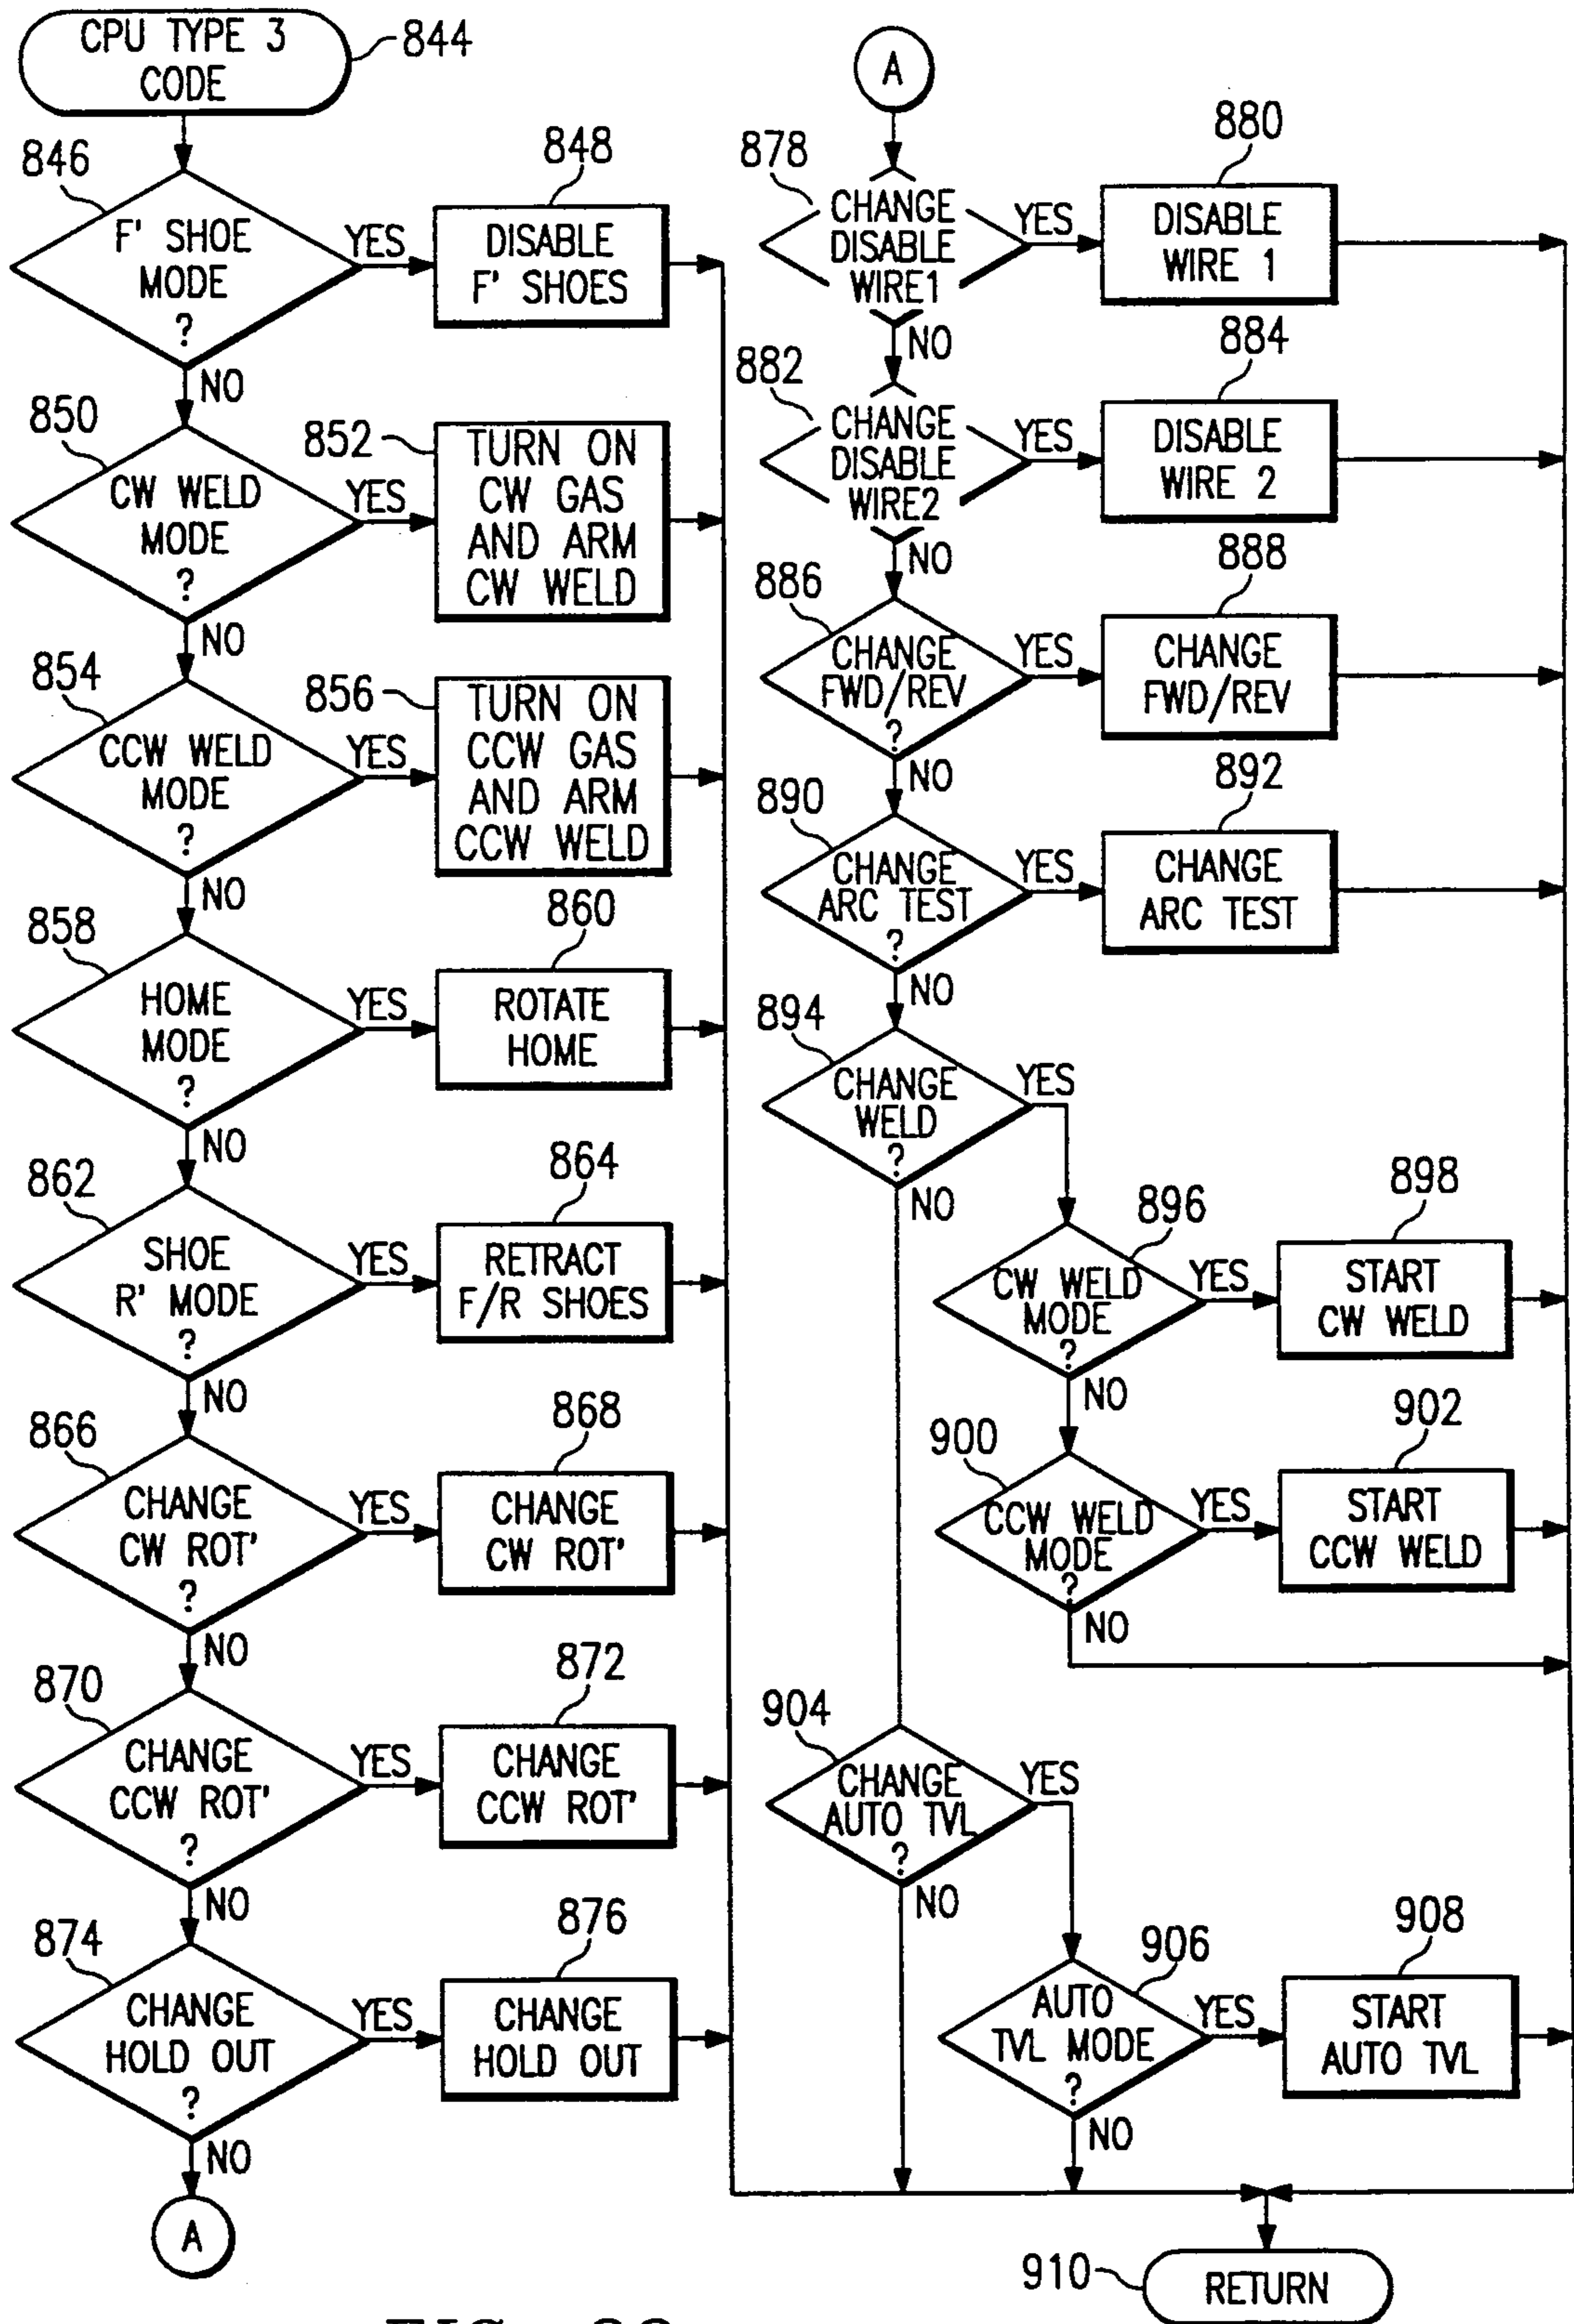 CPU TYPE 3
CODE
844
846
F' SHOE
MODE
?
YES
848
DISABLE
F' SHOES
NO
850
CW WELD
MODE
?
YES
852
TURN ON
CW GAS
AND ARM
CW WELD
NO
854
CCW WELD
MODE
?
YES
856
TURN ON
CCW GAS
AND ARM
CCW WELD
NO
858
HOME
MODE
?
YES
860
ROTATE
HOME
NO
862
SHOE
R' MODE
?
YES
864
RETRACT
F/R SHOES
NO
866
CHANGE
CW ROT'
?
YES
868
CHANGE
CW ROT'
NO
870
CHANGE
CCW ROT'
?
YES
872
CHANGE
CCW ROT'
NO
874
CHANGE
HOLD OUT
?
YES
876
CHANGE
HOLD OUT
NO
A
A
878
CHANGE
DISABLE
WIRE1
YES
880
DISABLE
WIRE 1
NO
882
CHANGE
DISABLE
WIRE2
YES
884
DISABLE
WIRE 2
NO
886
CHANGE
FWD/REV
?
YES
888
CHANGE
FWD/REV
NO
890
CHANGE
ARC TEST
?
YES
892
CHANGE
ARC TEST
NO
894
CHANGE
WELD
?
YES
NO
896
CW WELD
MODE
?
YES
898
START
CW WELD
NO
900
CCW WELD
MODE
?
YES
902
START
CCW WELD
NO
904
CHANGE
AUTO TVL
?
YES
NO
906
AUTO
TVL MODE
?
YES
908
START
AUTO TVL
NO
910
RETURN